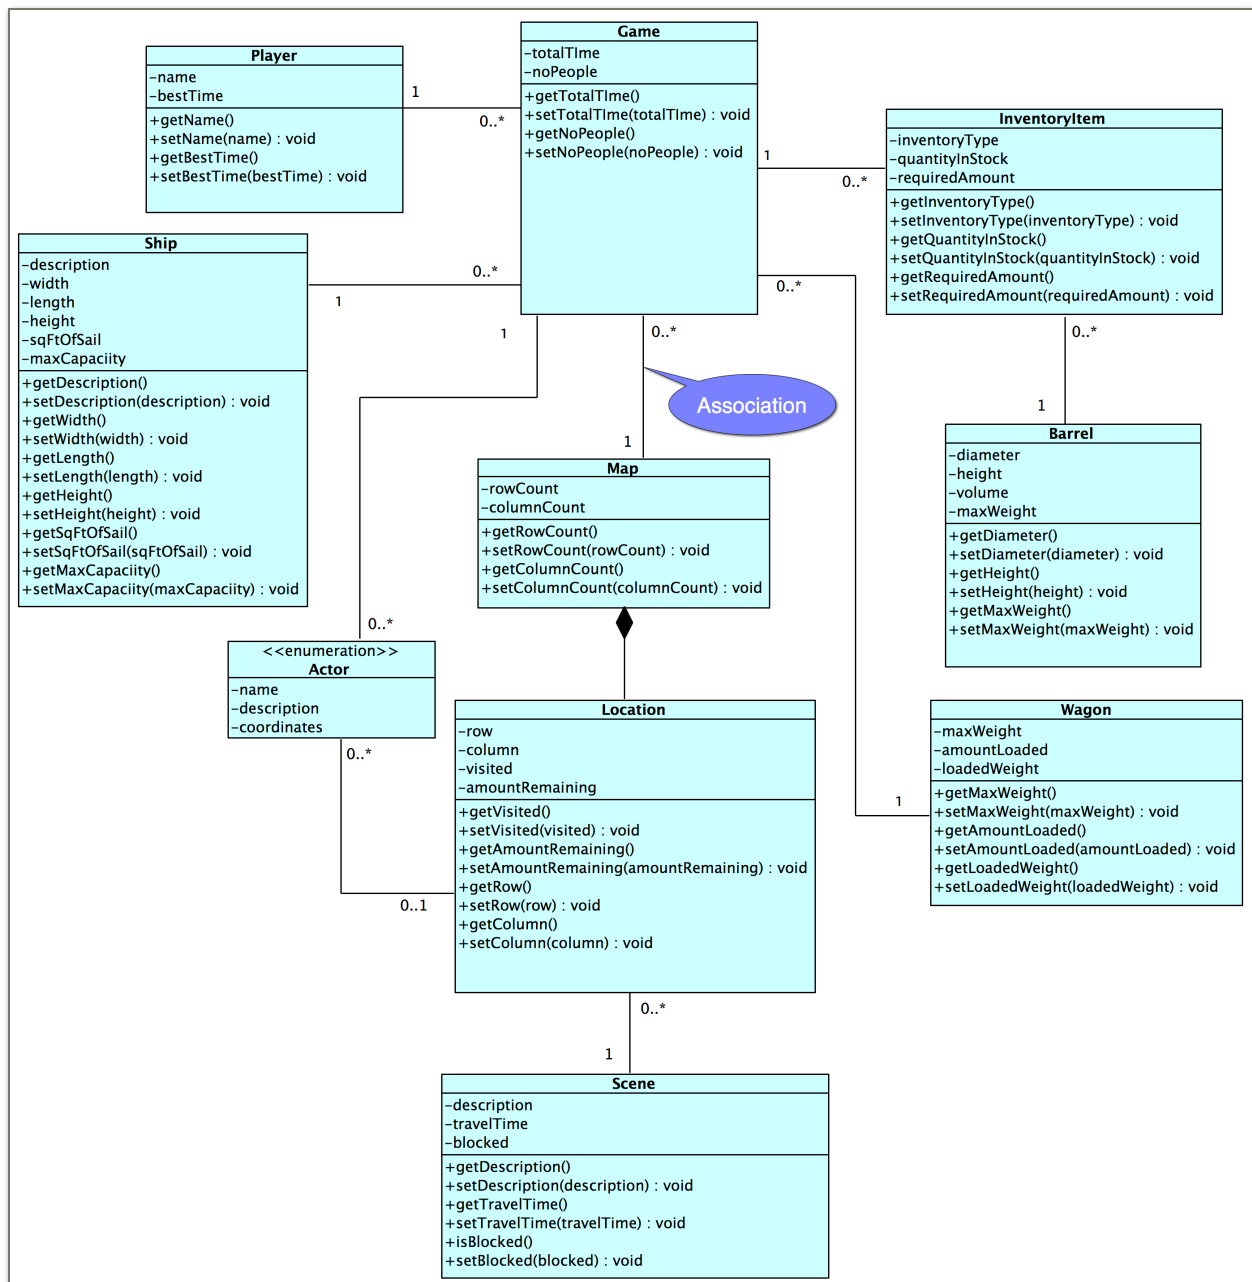 Game
-totalTIme
-noPeople
+getTotalTIme()
+setTotalTIme(totalTIme) : void
+getNoPeople()
+setNoPeople(noPeople) : void
Player
-name
-bestTime
+getName()
+setName(name) : void
+getBestTime()
+setBestTime(bestTime) : void
1
0..*
InventoryItem
-inventoryType
-quantityInStock
-requiredAmount
+getInventoryType()
+setInventoryType(inventoryType) : void
+getQuantityInStock()
+setQuantityInStock(quantityInStock) : void
+getRequiredAmount()
+setRequiredAmount(requiredAmount) : void
1
0..*
Ship
-description
-width
-length
-height
-sqFtOfSail
-maxCapaciity
+getDescription()
+setDescription(description) : void
+getWidth()
+setWidth(width) : void
+getLength()
+setLength(length) : void
+getHeight()
+setHeight(height) : void
+getSqFtOfSail()
+setSqFtOfSail(sqFtOfSail) : void
+getMaxCapaciity()
+setMaxCapaciity(maxCapaciity) : void
0..*
1
1
0..*
0..*
0..*
Association
1
1
Map
-rowCount
-columnCount
+getRowCount()
+setRowCount(rowCount) : void
+getColumnCount()
+setColumnCount(columnCount) : void
Barrel
-diameter
-height
-volume
-maxWeight
+getDiameter()
+setDiameter(diameter) : void
+getHeight()
+setHeight(height) : void
+getMaxWeight()
+setMaxWeight(maxWeight) : void
0..*
<<enumeration>>
Actor
-name
-description
-coordinates
0..*
0..1
Location
-row
-column
-visited
-amountRemaining
+getVisited()
+setVisited(visited) : void
+getAmountRemaining()
+setAmountRemaining(amountRemaining) : void
+getRow()
+setRow(row) : void
+getColumn()
+setColumn(column) : void
Wagon
-maxWeight
-amountLoaded
-loadedWeight
+getMaxWeight()
+setMaxWeight(maxWeight) : void
+getAmountLoaded()
+setAmountLoaded(amountLoaded) : void
+getLoadedWeight()
+setLoadedWeight(loadedWeight) : void
1
0..*
1
Scene
-description
-travelTime
-blocked
+getDescription()
+setDescription(description) : void
+getTravelTime()
+setTravelTime(travelTime) : void
+isBlocked()
+setBlocked(blocked) : void